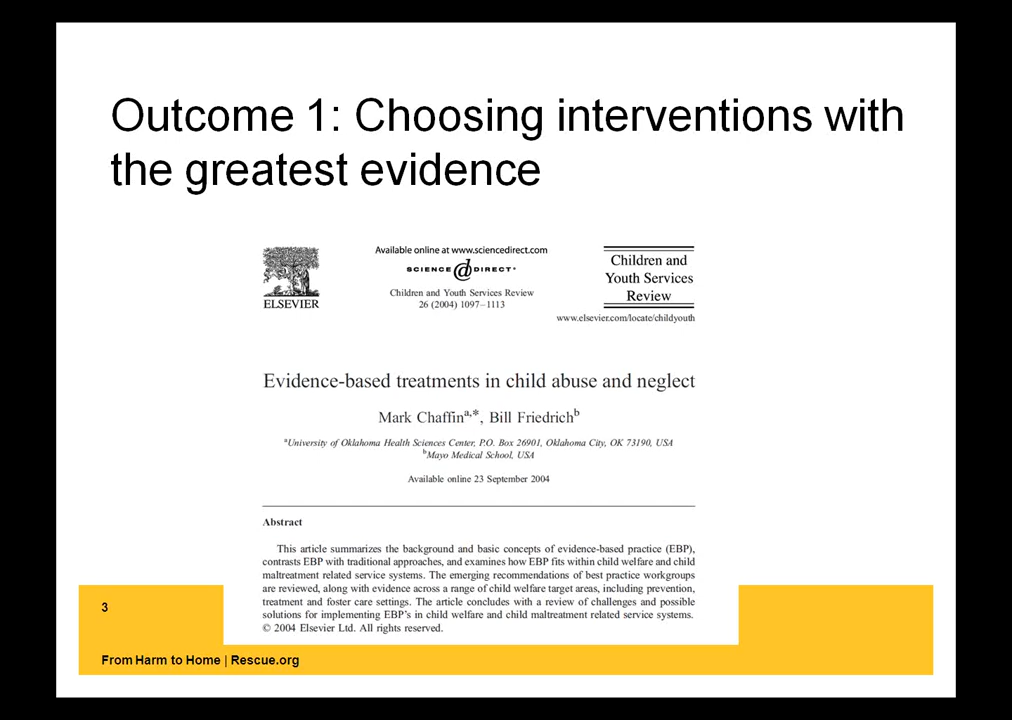 Outcome 1: Choosing interventions with
the greatest evidence
ELSEVIER
Available online at www.sciencedirect.com
SCIENCE @ DIRECT®
Children and Youth Services Review
26 (2004) 1097–1113
Children and
Youth Services
Review
www.elsevier.com/locate/childyouth
Evidence-based treatments in child abuse and neglect
Mark Chaffin a,*, Bill Friedrich b
a University of Oklahoma Health Sciences Center, P.O. Box 26901, Oklahoma City, OK 73190, USA
b Mayo Medical School, USA
Available online 23 September 2004
Abstract
This article summarizes the background and basic concepts of evidence-based practice (EBP),
contrasts EBP with traditional approaches, and examines how EBP fits within child welfare and child
maltreatment related service systems. The emerging recommendations of best practice workgroups
are reviewed, along with evidence across a range of child welfare target areas, including prevention,
treatment and foster care settings. The article concludes with a review of challenges and possible
solutions for implementing EBP's in child welfare and child maltreatment related service systems.
© 2004 Elsevier Ltd. All rights reserved.
3
From Harm to Home | Rescue.org